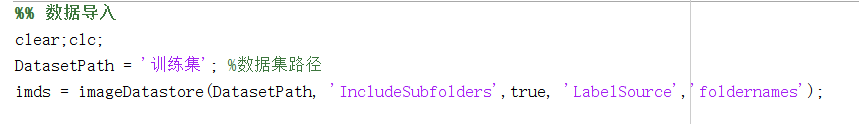 %% 数据导入
clear;clc;
DatasetPath = '训练集'; %数据集路径
imds = imageDatastore(DatasetPath, 'IncludeSubfolders',true, 'LabelSource','foldernames');